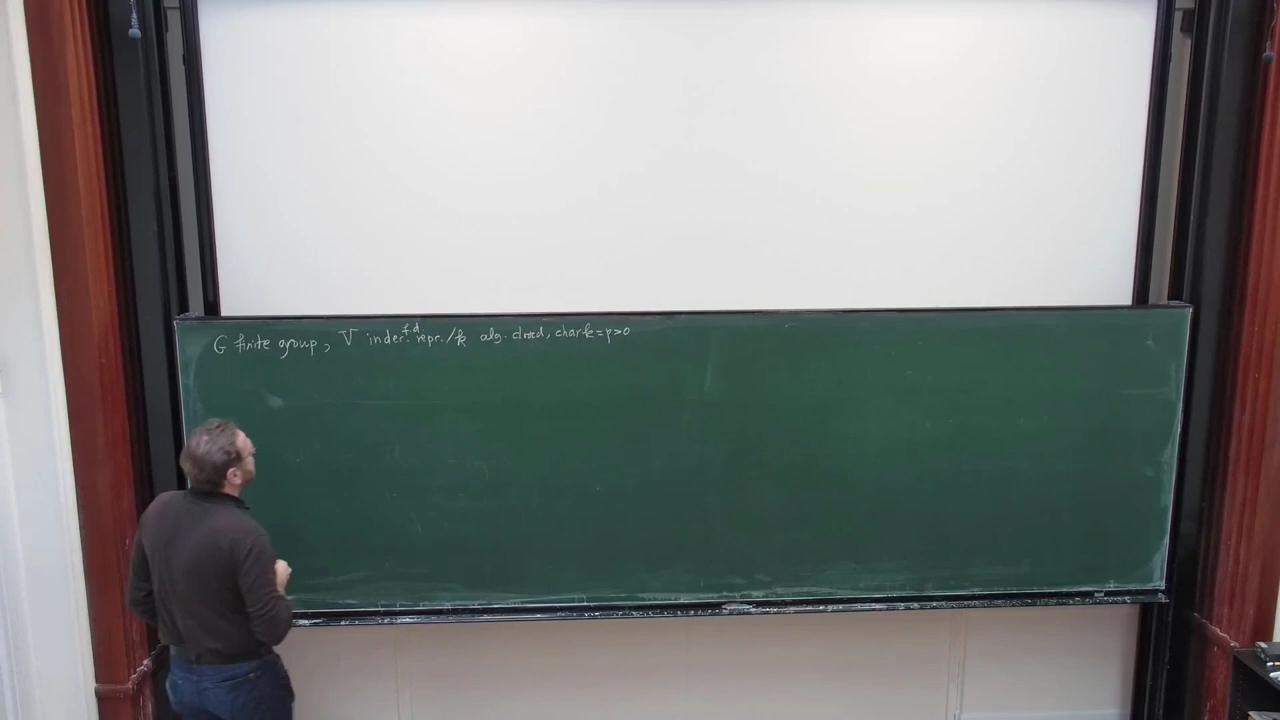 G finite group, V indec. f.d. repr./k alg. closed, char k = p > 0